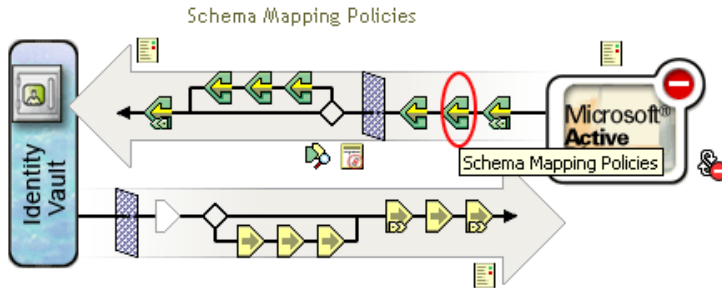 Schema Mapping Policies
Identity
Vault
Microsoft®
Active
Schema Mapping Policies